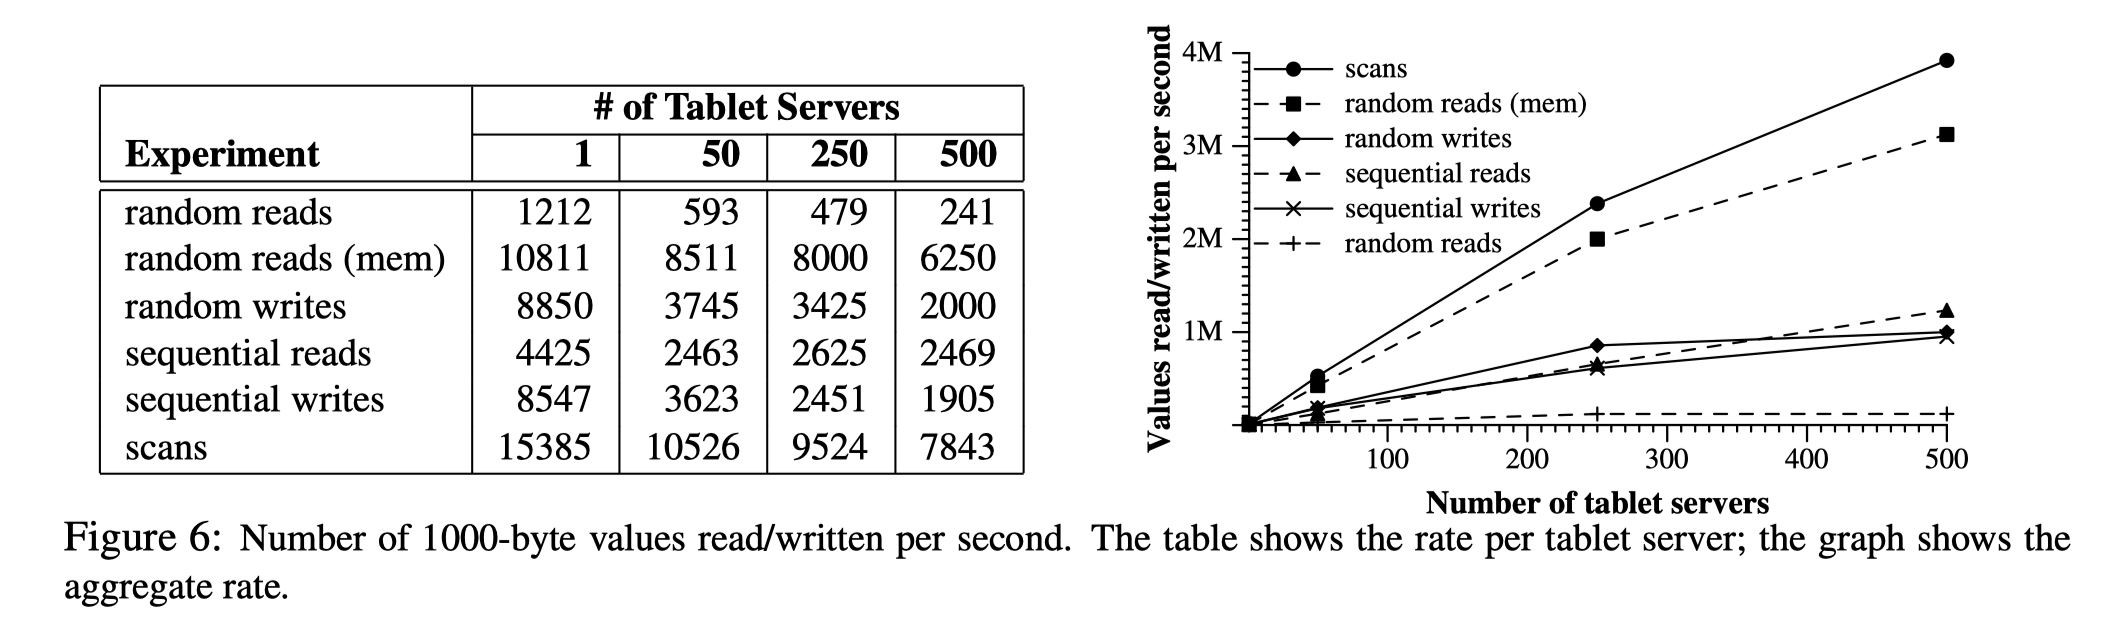 # of Tablet Servers
Experiment 1 50 250 500
random reads 1212 593 479 241
random reads (mem) 10811 8511 8000 6250
random writes 8850 3745 3425 2000
sequential reads 4425 2463 2625 2469
sequential writes 8547 3623 2451 1905
scans 15385 10526 9524 7843
Values read/written per second
4M
3M
2M
1M
scans
random reads (mem)
random writes
sequential reads
sequential writes
random reads
100 200 300 400 500
Number of tablet servers
Figure 6: Number of 1000-byte values read/written per second. The table shows the rate per tablet server; the graph shows the
aggregate rate.